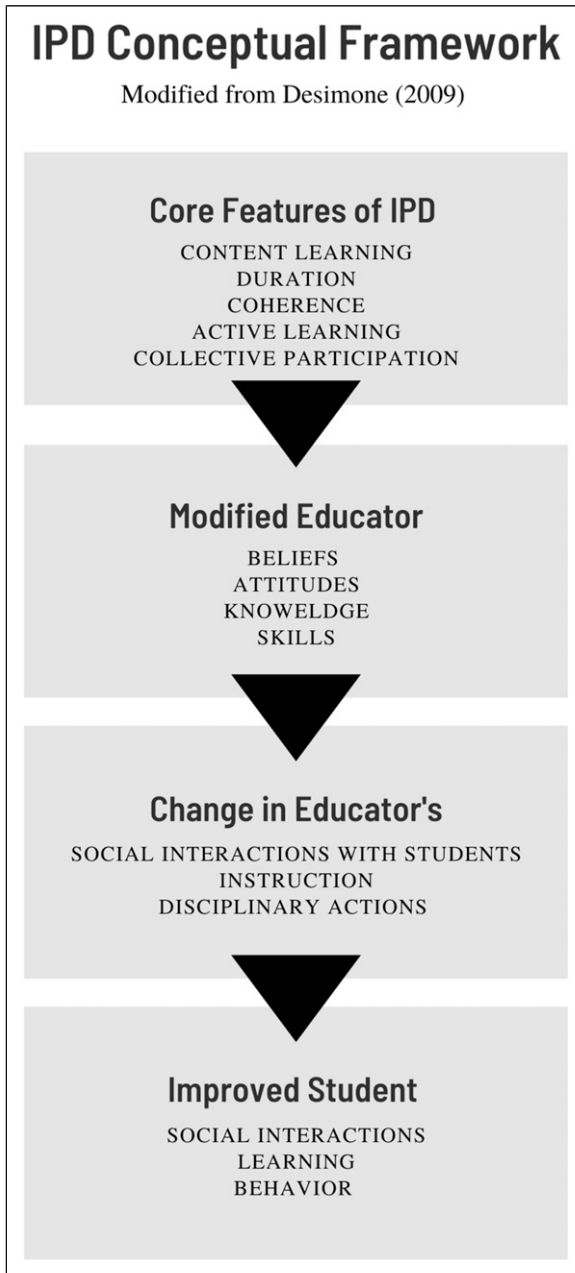 IPD Conceptual Framework
Modified from Desimone (2009)
Core Features of IPD
CONTENT LEARNING
DURATION
COHERENCE
ACTIVE LEARNING
COLLECTIVE PARTICIPATION
Modified Educator
BELIEFS
ATTITUDES
KNOWELDGE
SKILLS
Change in Educator's
SOCIAL INTERACTIONS WITH STUDENTS
INSTRUCTION
DISCIPLINARY ACTIONS
Improved Student
SOCIAL INTERACTIONS
LEARNING
BEHAVIOR